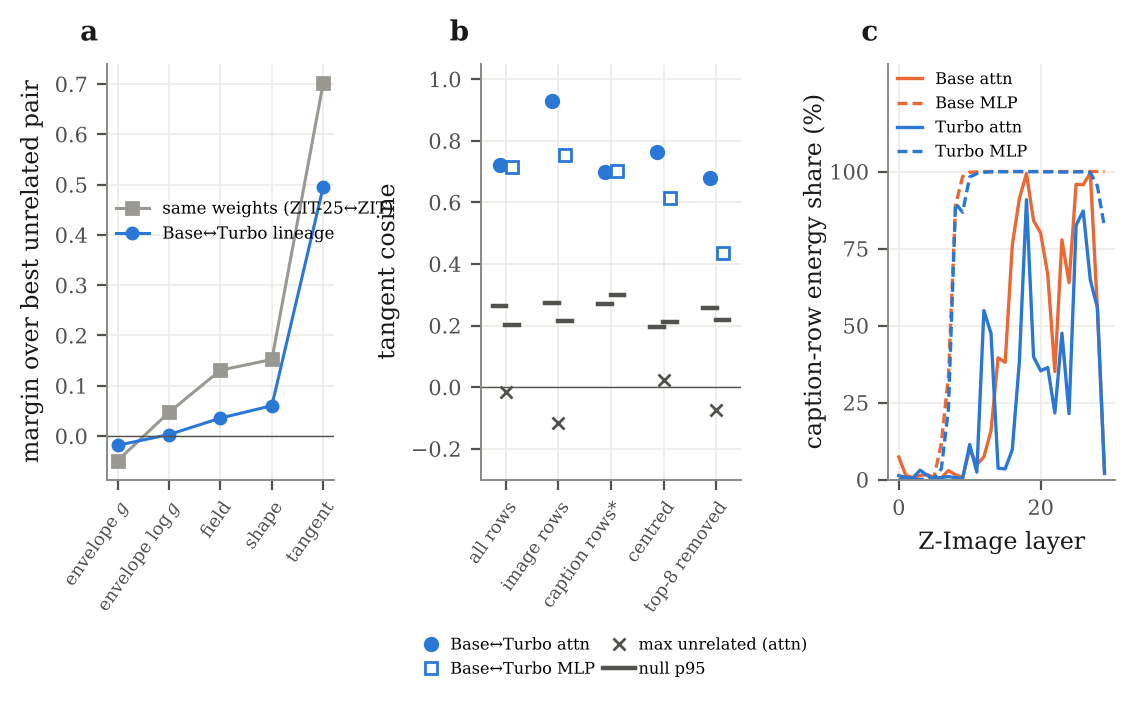 a
margin over best unrelated pair
0.7
0.6
0.5
0.4
0.3
0.2
0.1
0.0
same weights (ZIT-25↔ZIT)
Base↔Turbo lineage
envelope g
envelope log g
field
shape
tangent
b
tangent cosine
1.0
0.8
0.6
0.4
0.2
0.0
−0.2
all rows
image rows
caption rows*
centred
top-8 removed
Base↔Turbo attn
Base↔Turbo MLP
max unrelated (attn)
null p95
c
caption-row energy share (%)
Base attn
Base MLP
Turbo attn
Turbo MLP
100
75
50
25
0
0
20
Z-Image layer